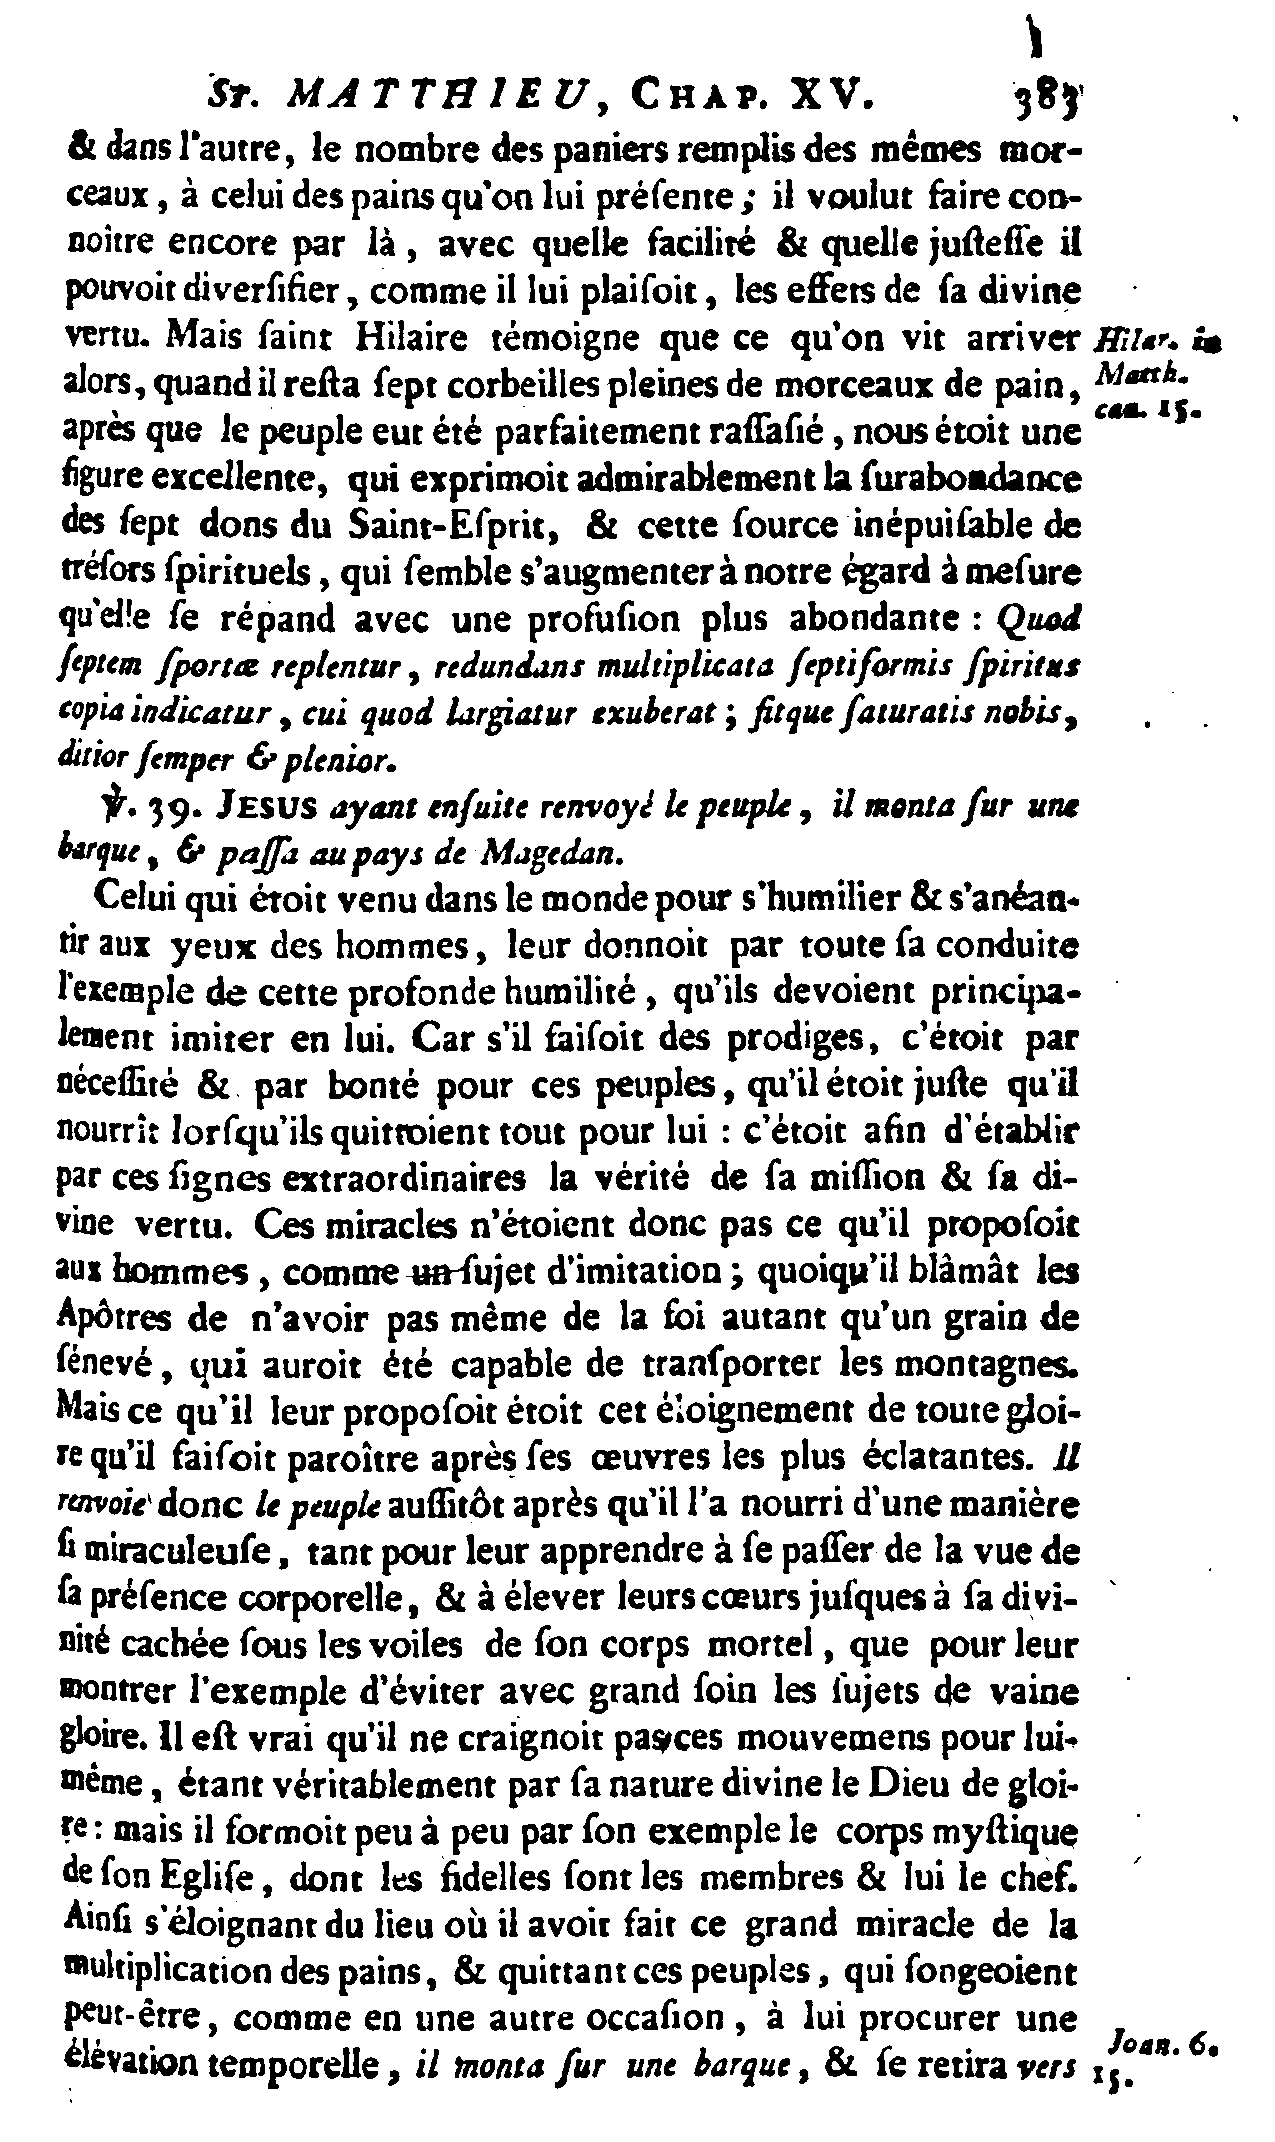 St. MATTHIEU, CHAP. XV. 383
& dans l'autre, le nombre des paniers remplis des mêmes mor-
ceaux, à celui des pains qu'on lui préſente ; il voulut faire con-
noître encore par là, avec quelle facilité & quelle juſteſſe il
pouvoit diverſifier, comme il lui plaiſoit, les effets de ſa divine
vertu. Mais ſaint Hilaire témoigne que ce qu'on vit arriver
Hilar. in
Matth.
can. 15.
alors, quand il reſta ſept corbeilles pleines de morceaux de pain,
après que le peuple eut été parfaitement raſſaſié, nous étoit une
figure excellente, qui exprimoit admirablement la ſurabondance
des ſept dons du Saint-Eſprit, & cette ſource inépuiſable de
tréſors ſpirituels, qui ſemble s'augmenter à notre égard à meſure
qu'elle ſe répand avec une profuſion plus abondante : Quod
ſeptem ſportæ replentur, redundans multiplicata ſeptiformis ſpiritus
copia indicatur, cui quod largiatur exuberat ; fitque ſaturatis nobis,
ditior ſemper & plenior.
℣. 39. JESUS ayant enſuite renvoyé le peuple, il monta ſur une
barque, & paſſa au pays de Magedan.
Celui qui étoit venu dans le monde pour s'humilier & s'anéan-
tir aux yeux des hommes, leur donnoit par toute ſa conduite
l'exemple de cette profonde humilité, qu'ils devoient principa-
lement imiter en lui. Car s'il faiſoit des prodiges, c'étoit par
néceſſité & par bonté pour ces peuples, qu'il étoit juſte qu'il
nourrît lorſqu'ils quittoient tout pour lui : c'étoit afin d'établir
par ces ſignes extraordinaires la vérité de ſa miſſion & ſa di-
vine vertu. Ces miracles n'étoient donc pas ce qu'il propoſoit
aux hommes, comme un ſujet d'imitation ; quoiqu'il blâmât les
Apôtres de n'avoir pas même de la foi autant qu'un grain de
ſénevé, qui auroit été capable de tranſporter les montagnes.
Mais ce qu'il leur propoſoit étoit cet éloignement de toute gloi-
re qu'il faiſoit paroître après ſes œuvres les plus éclatantes. Il
renvoie donc le peuple auſſitôt après qu'il l'a nourri d'une manière
ſi miraculeuſe, tant pour leur apprendre à ſe paſſer de la vue de
ſa préſence corporelle, & à élever leurs cœurs juſques à ſa divi-
nité cachée ſous les voiles de ſon corps mortel, que pour leur
montrer l'exemple d'éviter avec grand ſoin les ſujets de vaine
gloire. Il eſt vrai qu'il ne craignoit pas ces mouvemens pour lui-
même, étant véritablement par ſa nature divine le Dieu de gloi-
re : mais il formoit peu à peu par ſon exemple le corps myſtique
de ſon Egliſe, dont les fidelles ſont les membres & lui le chef.
Ainſi s'éloignant du lieu où il avoit fait ce grand miracle de la
multiplication des pains, & quittant ces peuples, qui ſongeoient
peut-être, comme en une autre occaſion, à lui procurer une
élévation temporelle, il monta ſur une barque, & ſe retira vers
Joan. 6.
15.